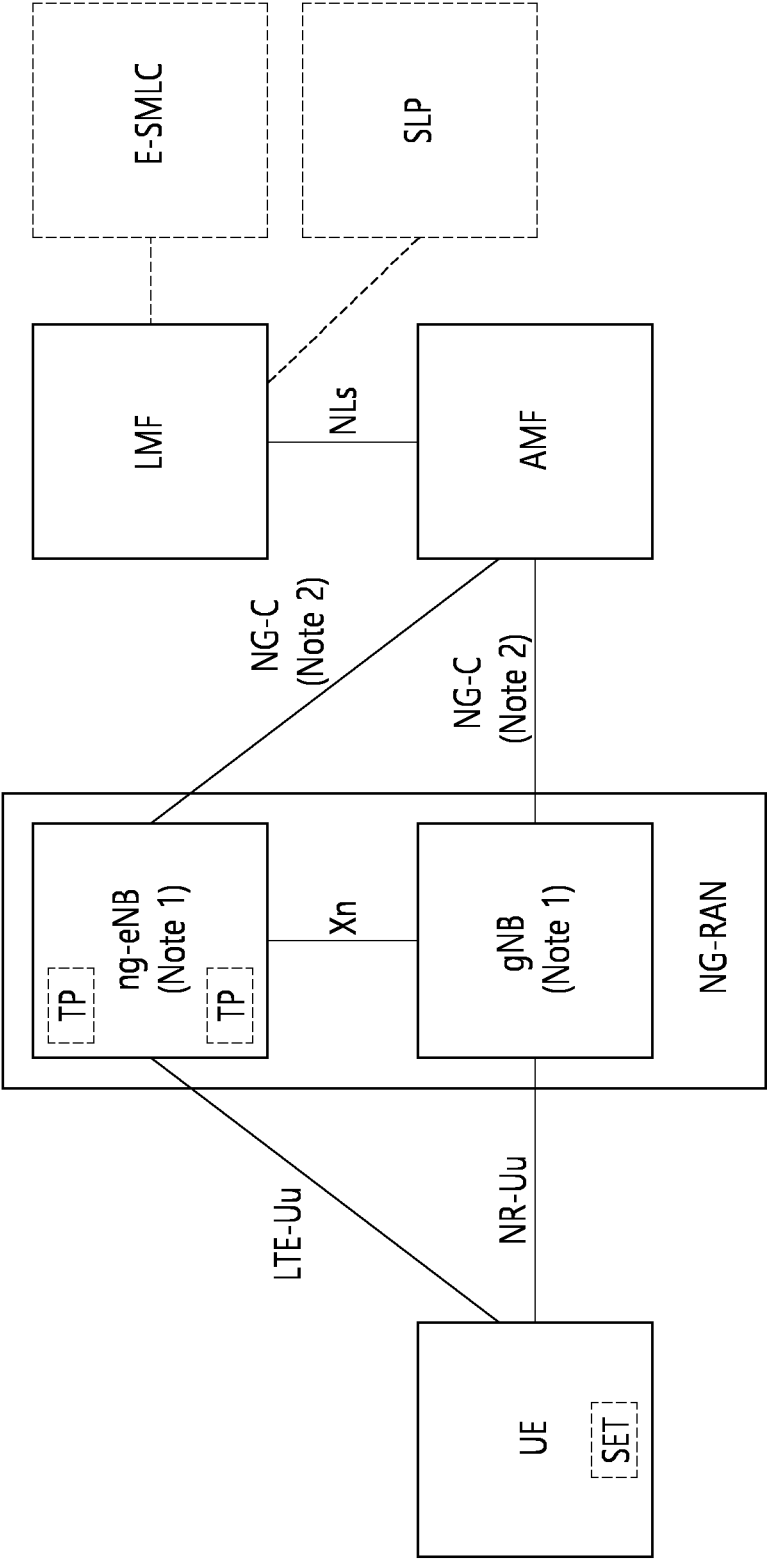 E-SMLC
SLP
LMF
NLs
AMF
NG-C
(Note 2)
NG-C
(Note 2)
TP
ng-eNB
(Note 1)
TP
Xn
gNB
(Note 1)
NG-RAN
LTE-Uu
NR-Uu
UE
SET